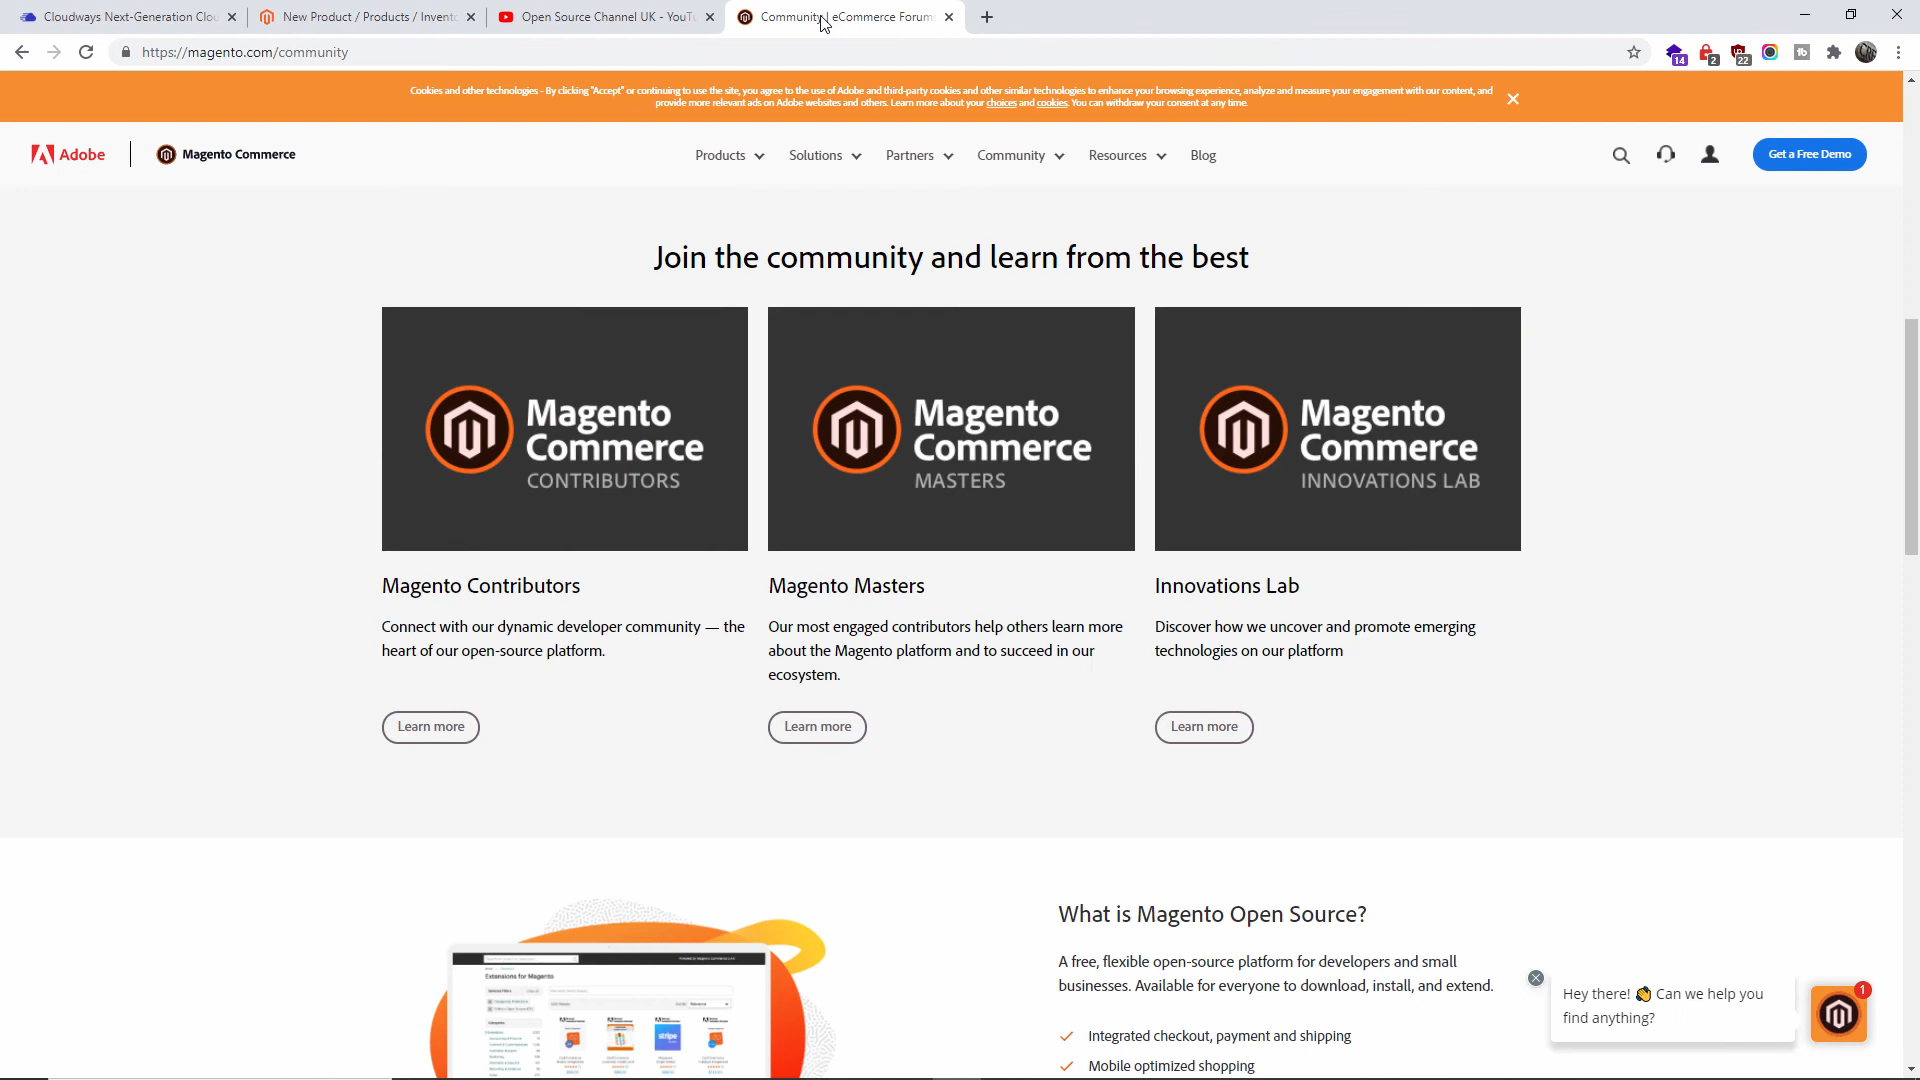 Cloudways Next-Generation Clou
New Product / Products / Invento
Open Source Channel UK - YouTu
Community | eCommerce Forum
https://magento.com/community
14
2
22
Cookies and other technologies - By clicking "Accept" or continuing to use the site, you agree to the use of Adobe and third-party cookies and other similar technologies to enhance your browsing experience, analyze and measure your engagement with our content, and
provide more relevant ads on Adobe websites and others. Learn more about your choices and cookies. You can withdraw your consent at any time.
Adobe
Magento Commerce
Products
Solutions
Partners
Community
Resources
Blog
Get a Free Demo
Join the community and learn from the best
Magento
Commerce
CONTRIBUTORS
Magento
Commerce
MASTERS
Magento
Commerce
INNOVATIONS LAB
Magento Contributors
Connect with our dynamic developer community — the
heart of our open-source platform.
Learn more
Magento Masters
Our most engaged contributors help others learn more
about the Magento platform and to succeed in our
ecosystem.
Learn more
Innovations Lab
Discover how we uncover and promote emerging
technologies on our platform
Learn more
Extensions for Magento
stripe
What is Magento Open Source?
A free, flexible open-source platform for developers and small
businesses. Available for everyone to download, install, and extend.
Integrated checkout, payment and shipping
Mobile optimized shopping
Hey there! 👋 Can we help you
find anything?
1